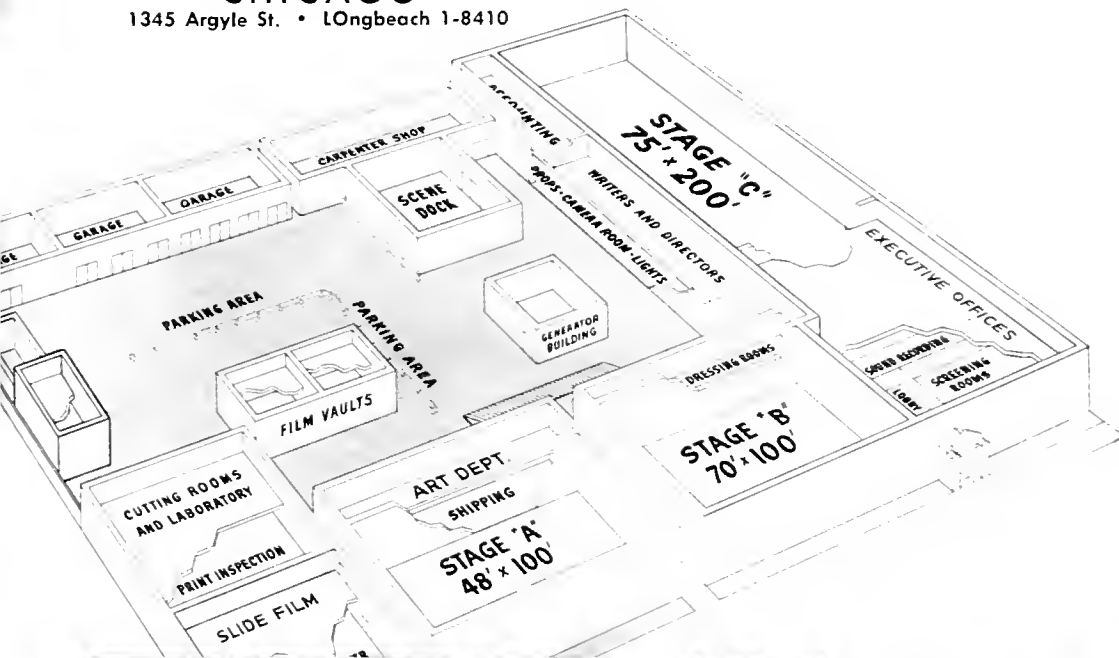 1345 Argyle St. • LOngbeach 1-8410
ACCOUNTING
STAGE "C"
75' x 200'
CARPENTER SHOP
SCENE
DOCK
GARAGE
GARAGE
PROPS·CAMERA ROOM·LIGHTS
WRITERS AND DIRECTORS
EXECUTIVE OFFICES
PARKING AREA
PARKING AREA
GENERATOR
BUILDING
SOUND RECORDING
SCREENING
ROOMS
LOBBY
DRESSING ROOMS
FILM VAULTS
STAGE "B"
70' x 100'
ART DEPT.
SHIPPING
STAGE "A"
48' x 100'
CUTTING ROOMS
AND LABORATORY
PRINT INSPECTION
SLIDE FILM